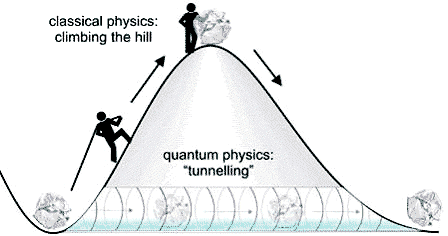 classical physics:
climbing the hill
quantum physics:
“tunnelling”